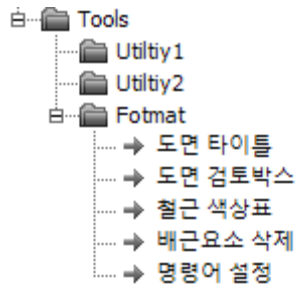 Tools
Utiltiy1
Utiltiy2
Fotmat
도면 타이틀
도면 검토박스
철근 색상표
배근요소 삭제
명령어 설정